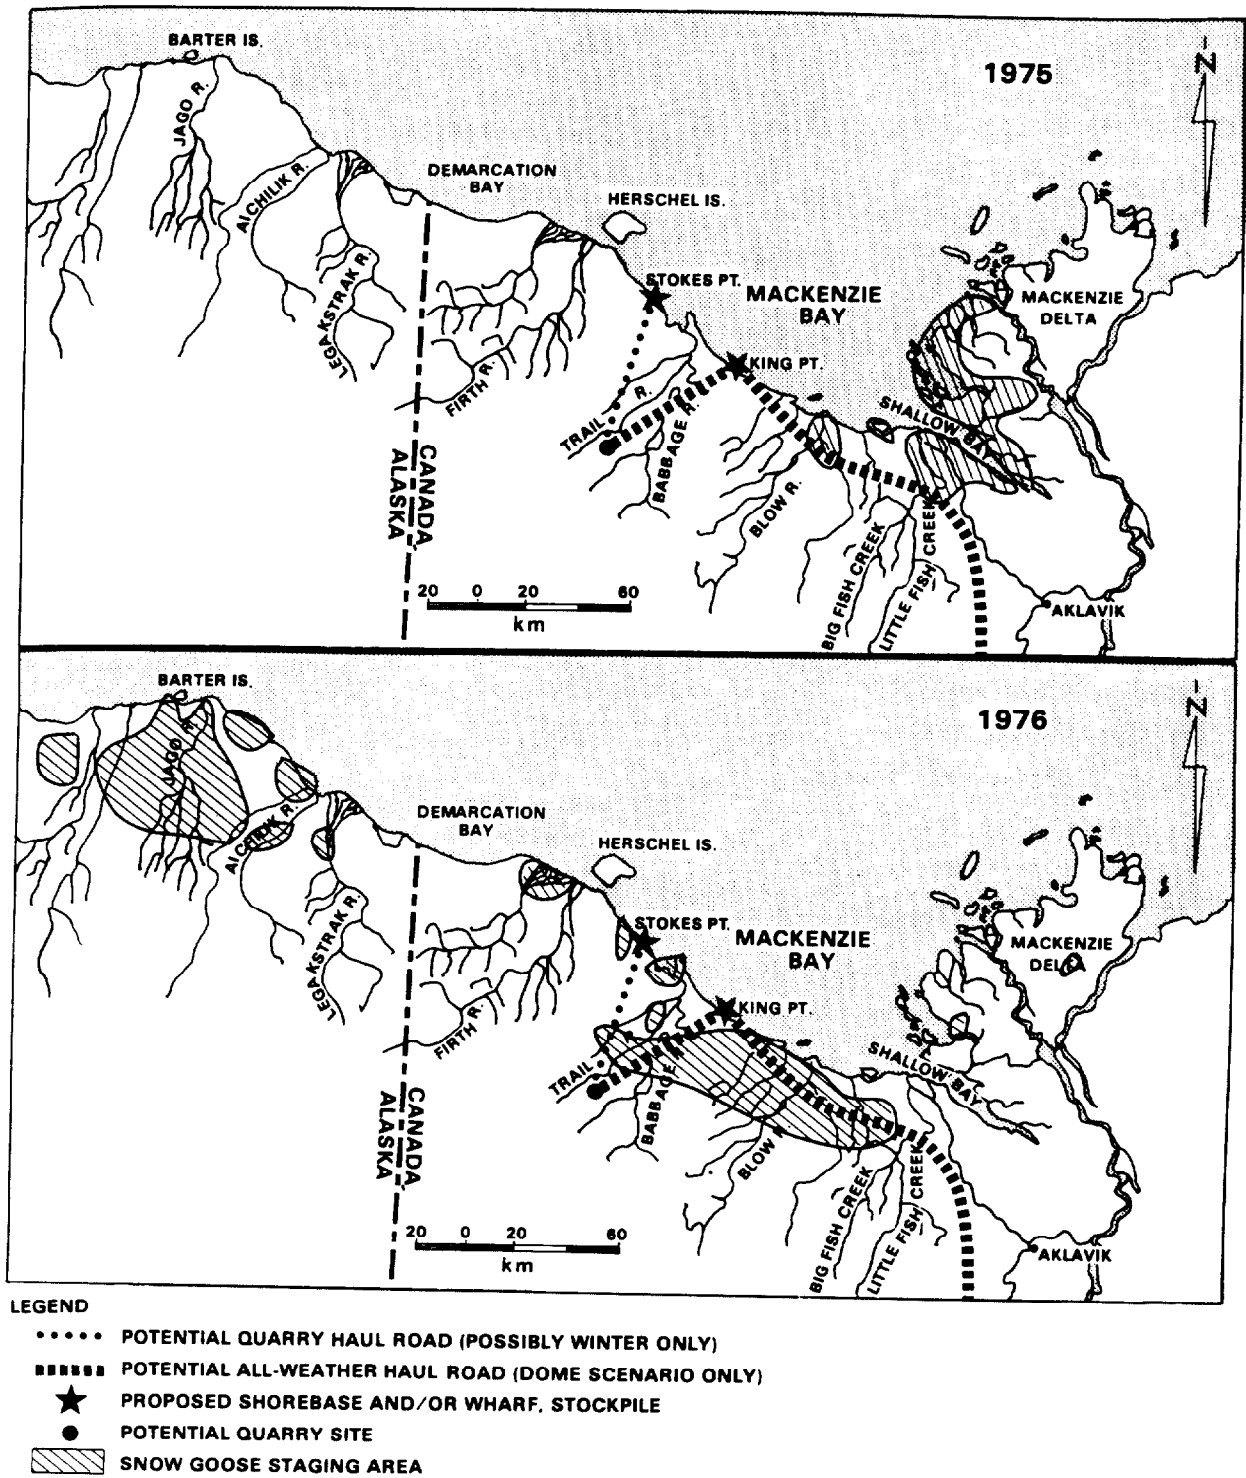 1975
N
BARTER IS.
JAGO R.
AICHILIK R.
DEMARCATION
BAY
HERSCHEL IS.
LEGAKSTRAK R.
FIRTH R.
STOKES PT.
MACKENZIE
BAY
MACKENZIE
DELTA
KING PT.
TRAIL R.
BABBAGE R.
SHALLOW BAY
BLOW R.
BIG FISH CREEK
LITTLE FISH CREEK
CANADA
ALASKA
20 0 20 60
km
AKLAVIK
1976
N
BARTER IS.
JAGO R.
DEMARCATION
BAY
HERSCHEL IS.
LEGAKSTRAK R.
FIRTH R.
STOKES PT.
MACKENZIE
BAY
MACKENZIE
DELTA
KING PT.
TRAIL
BABBAGE
SHALLOW BAY
BLOW R.
BIG FISH CREEK
LITTLE FISH CREEK
CANADA
ALASKA
20 0 20 60
km
AKLAVIK
LEGEND
POTENTIAL QUARRY HAUL ROAD (POSSIBLY WINTER ONLY)
POTENTIAL ALL-WEATHER HAUL ROAD (DOME SCENARIO ONLY)
PROPOSED SHOREBASE AND/OR WHARF, STOCKPILE
POTENTIAL QUARRY SITE
SNOW GOOSE STAGING AREA